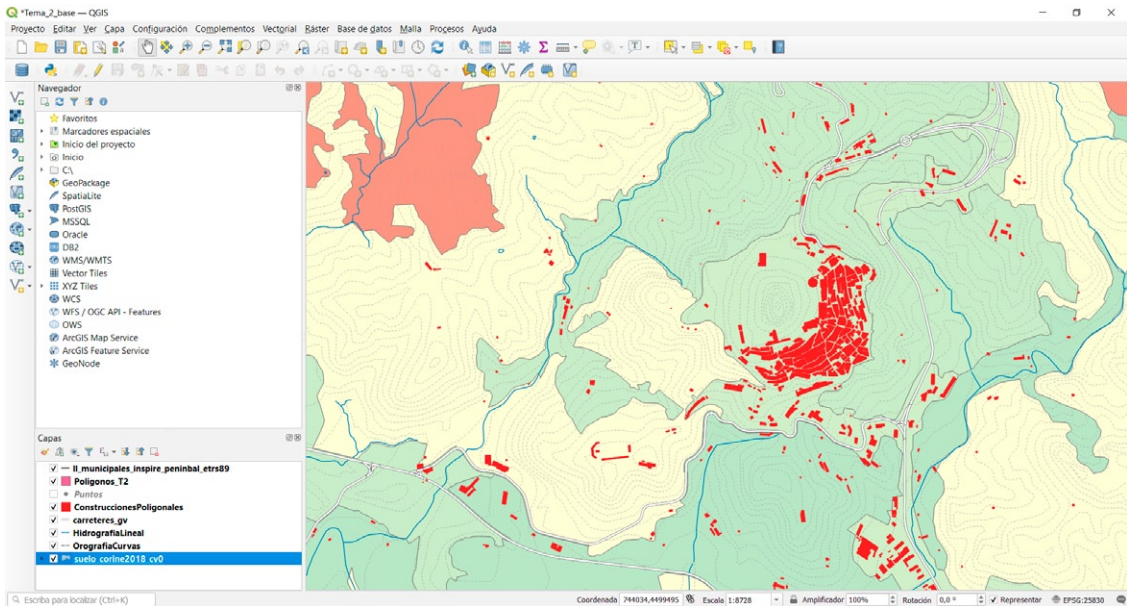 *Tema_2_base — QGIS
Proyecto Editar Ver Capa Configuración Complementos Vectorial Ráster Base de datos Malla Procesos Ayuda
Navegador
Favoritos
Marcadores espaciales
Inicio del proyecto
Inicio
C:\
GeoPackage
SpatiaLite
PostGIS
MSSQL
Oracle
DB2
WMS/WMTS
Vector Tiles
XYZ Tiles
WCS
WFS / OGC API - Features
OWS
ArcGIS Map Service
ArcGIS Feature Service
GeoNode
Capas
ll_municipales_inspire_peninbal_etrs89
Poligonos_T2
Puntos
ConstruccionesPoligonales
carreteres_gv
HidrografiaLineal
OrografiaCurvas
suelo_corine2018_cv0
Escriba para localizar (Ctrl+K)
Coordenada 744034,4499495 Escala 1:8728 Amplificador 100% Rotación 0,0 ° Representar EPSG:25830